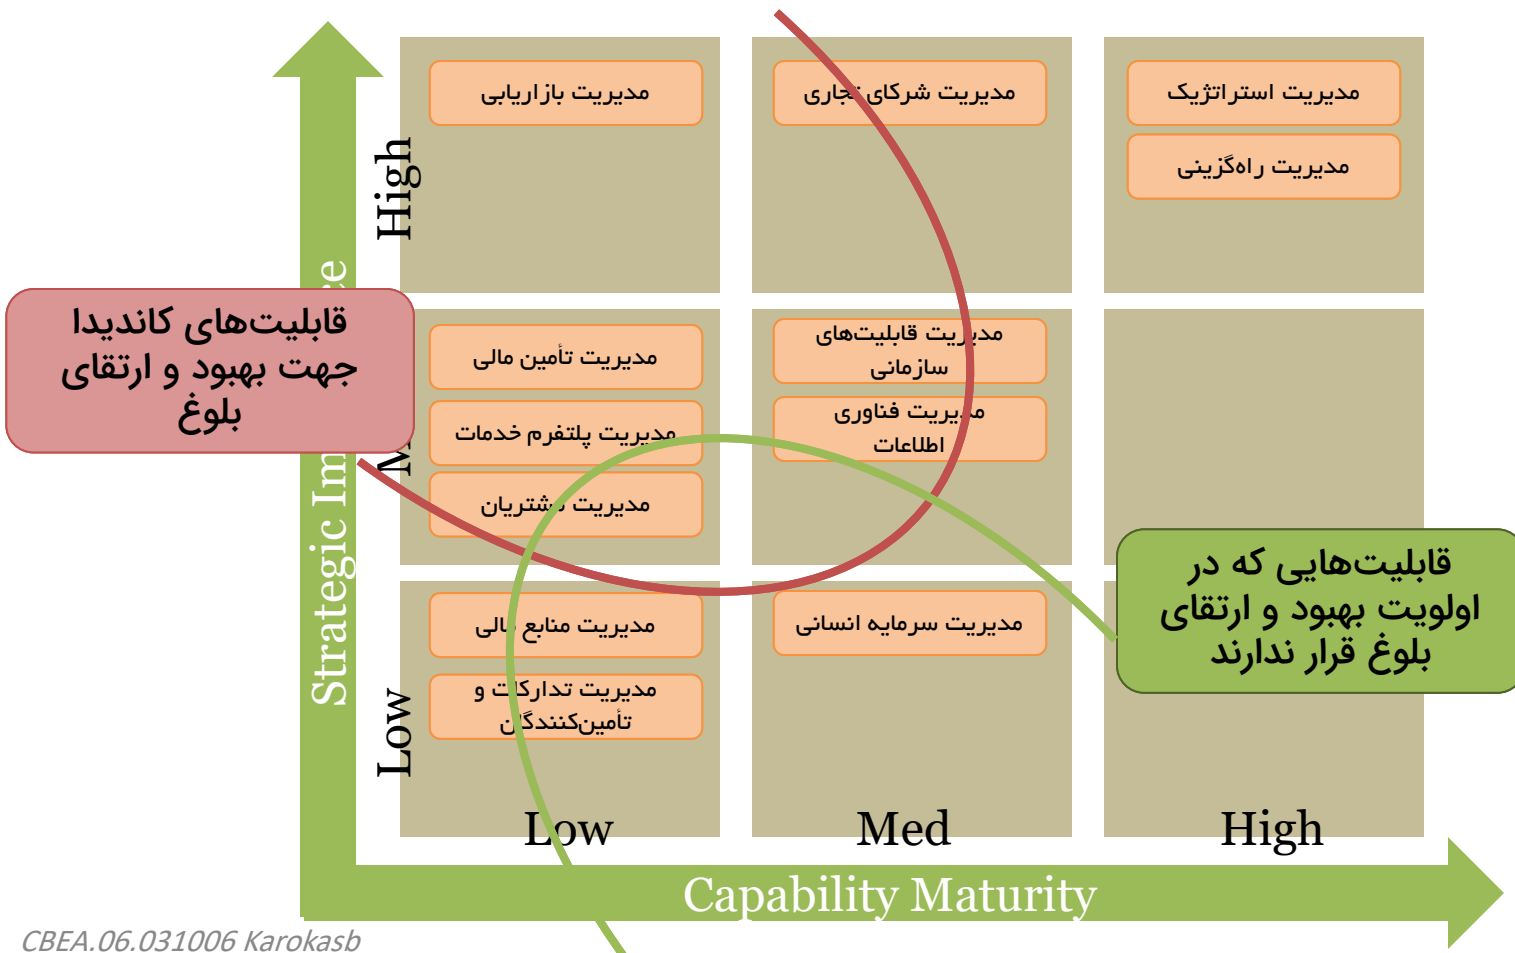 High
مدیریت بازاریابی
مدیریت شرکای تجاری
مدیریت استراتژیک
مدیریت راه‌گزینی
قابلیت‌های کاندیدا
جهت بهبود و ارتقای
بلوغ
مدیریت تأمین مالی
مدیریت پلتفرم خدمات
مدیریت مشتریان
مدیریت قابلیت‌های
سازمانی
مدیریت فناوری
اطلاعات
قابلیت‌هایی که در
اولویت بهبود و ارتقای
بلوغ قرار ندارند
Strategic Im
Low
مدیریت منابع مالی
مدیریت تدارکات و
تأمین‌کنندگان
مدیریت سرمایه انسانی
Low
Med
High
Capability Maturity
CBEA.06.031006 Karokasb